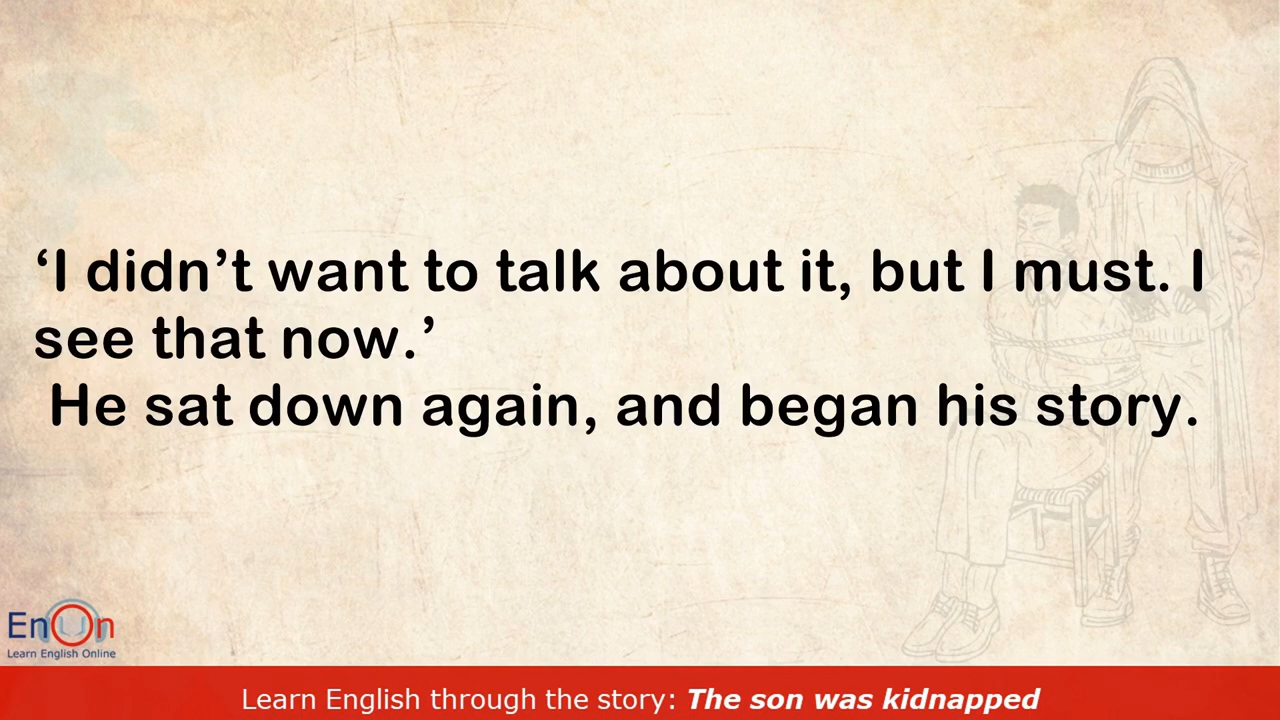 ‘I didn’t want to talk about it, but I must. I
see that now.’
He sat down again, and began his story.
EnOn
Learn English Online
Learn English through the story: The son was kidnapped